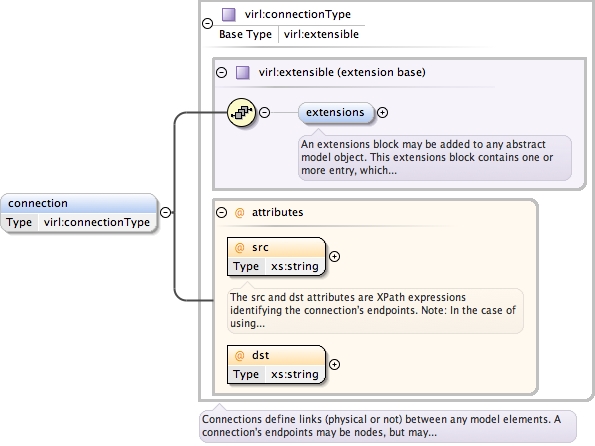 virl:connectionType
Base Type virl:extensible
virl:extensible (extension base)
extensions
An extensions block may be added to any abstract
model object. This extensions block contains one or
more entry, which...
connection
Type virl:connectionType
@ attributes
@ src
Type xs:string
The src and dst attributes are XPath expressions
identifying the connection's endpoints. Note: In the case of
using...
@ dst
Type xs:string
Connections define links (physical or not) between any model elements. A
connection's endpoints may be nodes, but may...